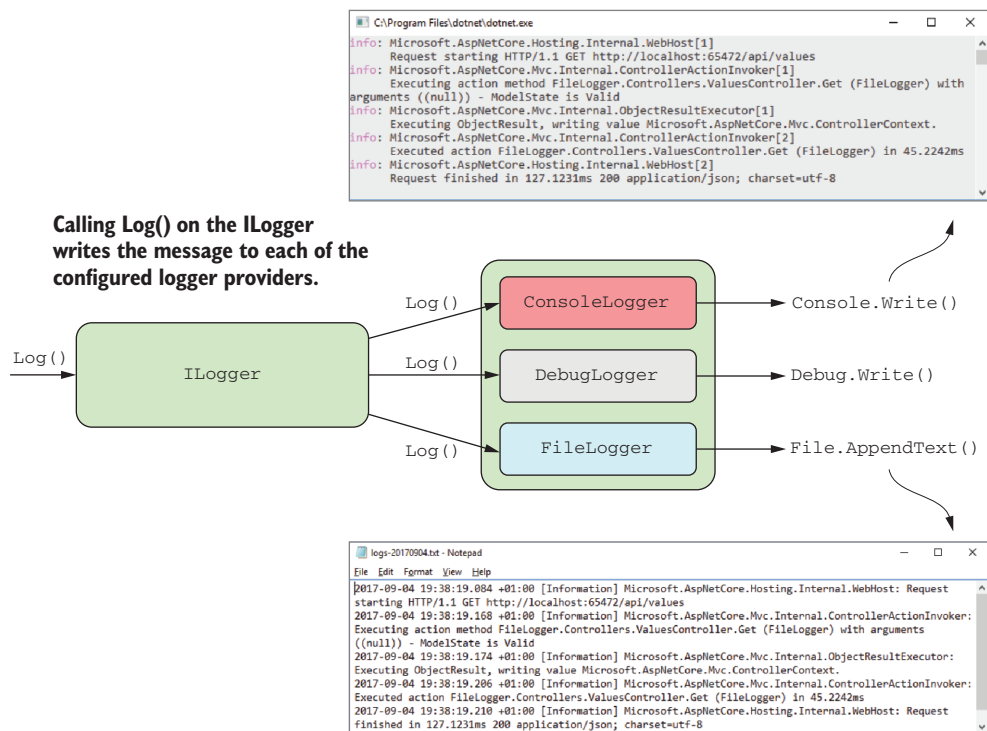 C:\Program Files\dotnet\dotnet.exe
info: Microsoft.AspNetCore.Hosting.Internal.WebHost[1]
Request starting HTTP/1.1 GET http://localhost:65472/api/values
info: Microsoft.AspNetCore.Mvc.Internal.ControllerActionInvoker[1]
Executing action method FileLogger.Controllers.ValuesController.Get (FileLogger) with
arguments ((null)) - ModelState is Valid
info: Microsoft.AspNetCore.Mvc.Internal.ObjectResultExecutor[1]
Executing ObjectResult, writing value Microsoft.AspNetCore.Mvc.ControllerContext.
info: Microsoft.AspNetCore.Mvc.Internal.ControllerActionInvoker[2]
Executed action FileLogger.Controllers.ValuesController.Get (FileLogger) in 45.2242ms
info: Microsoft.AspNetCore.Hosting.Internal.WebHost[2]
Request finished in 127.1231ms 200 application/json; charset=utf-8
Calling Log() on the ILogger
writes the message to each of the
configured logger providers.
Log()
ILogger
Log()
Log()
Log()
ConsoleLogger
DebugLogger
FileLogger
Console.Write()
Debug.Write()
File.AppendText()
logs-20170904.txt - Notepad
File Edit Format View Help
2017-09-04 19:38:19.084 +01:00 [Information] Microsoft.AspNetCore.Hosting.Internal.WebHost: Request
starting HTTP/1.1 GET http://localhost:65472/api/values
2017-09-04 19:38:19.168 +01:00 [Information] Microsoft.AspNetCore.Mvc.Internal.ControllerActionInvoker:
Executing action method FileLogger.Controllers.ValuesController.Get (FileLogger) with arguments
((null)) - ModelState is Valid
2017-09-04 19:38:19.174 +01:00 [Information] Microsoft.AspNetCore.Mvc.Internal.ObjectResultExecutor:
Executing ObjectResult, writing value Microsoft.AspNetCore.Mvc.ControllerContext.
2017-09-04 19:38:19.206 +01:00 [Information] Microsoft.AspNetCore.Mvc.Internal.ControllerActionInvoker:
Executed action FileLogger.Controllers.ValuesController.Get (FileLogger) in 45.2242ms
2017-09-04 19:38:19.210 +01:00 [Information] Microsoft.AspNetCore.Hosting.Internal.WebHost: Request
finished in 127.1231ms 200 application/json; charset=utf-8